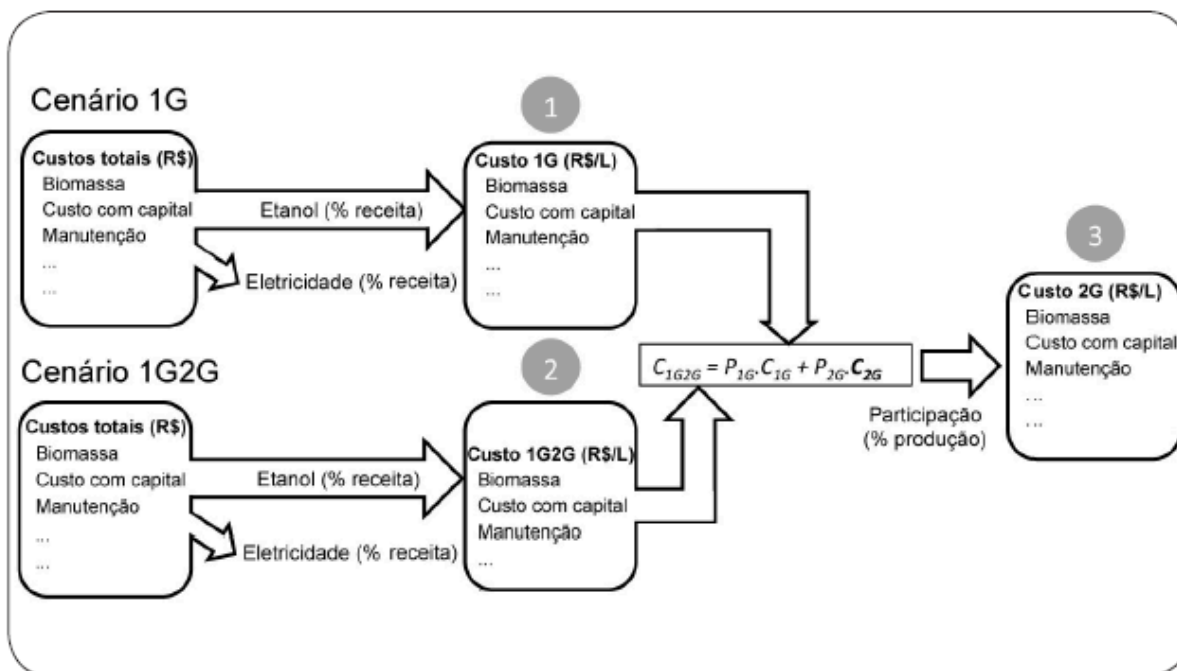 Cenário 1G
1
Custos totais (R$)
Biomassa
Custo com capital
Manutenção
...
...
Etanol (% receita)
Eletricidade (% receita)
Custo 1G (R$/L)
Biomassa
Custo com capital
Manutenção
...
...
Cenário 1G2G
2
Custos totais (R$)
Biomassa
Custo com capital
Manutenção
...
...
Etanol (% receita)
Eletricidade (% receita)
Custo 1G2G (R$/L)
Biomassa
Custo com capital
Manutenção
...
C1G2G = P1G.C1G + P2G.C2G
Participação
(% produção)
3
Custo 2G (R$/L)
Biomassa
Custo com capital
Manutenção
...
...